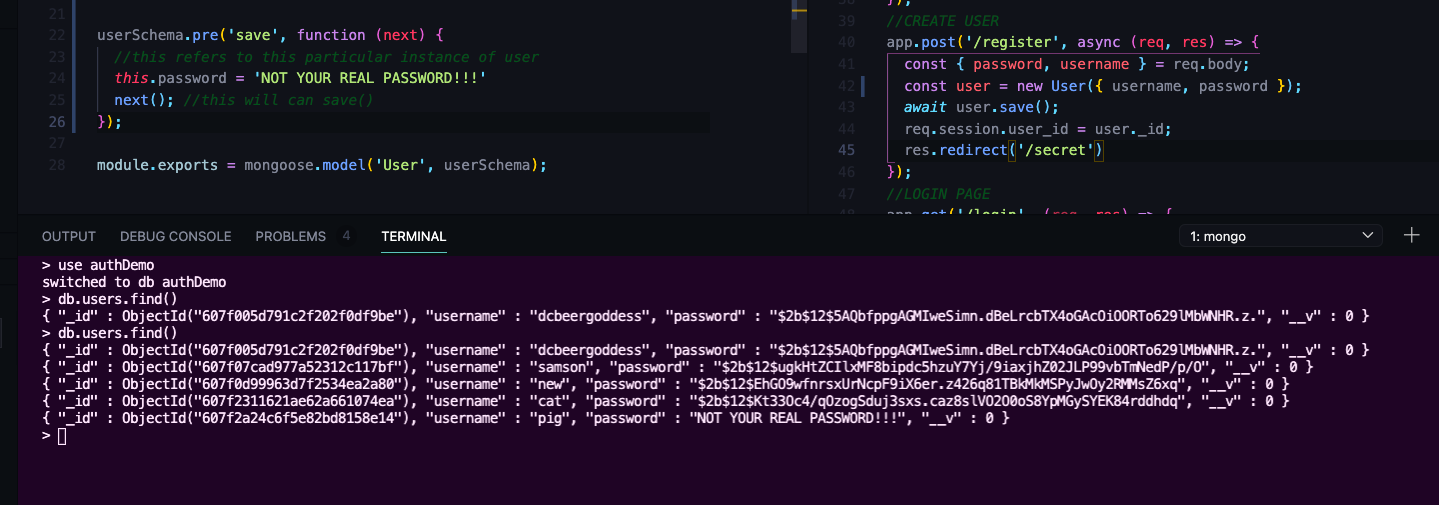 21
22 userSchema.pre('save', function (next) {
23 //this refers to this particular instance of user
24 this.password = 'NOT YOUR REAL PASSWORD!!!'
25 next(); //this will can save()
26 });
27
28 module.exports = mongoose.model('User', userSchema);
38 });
39 //CREATE USER
40 app.post('/register', async (req, res) => {
41 const { password, username } = req.body;
42 const user = new User({ username, password });
43 await user.save();
44 req.session.user_id = user._id;
45 res.redirect('/secret')
46 });
47 //LOGIN PAGE
48 app.get('/login', (req, res) => {
OUTPUT DEBUG CONSOLE PROBLEMS 4 TERMINAL 1: mongo
> use authDemo
switched to db authDemo
> db.users.find()
{ "_id" : ObjectId("607f005d791c2f202f0df9be"), "username" : "dcbeergoddess", "password" : "$2b$12$5AQbfppgAGMIweSimn.dBeLrcbTX4oGAcOiOORTo629lMbWNHR.z.", "__v" : 0 }
> db.users.find()
{ "_id" : ObjectId("607f005d791c2f202f0df9be"), "username" : "dcbeergoddess", "password" : "$2b$12$5AQbfppgAGMIweSimn.dBeLrcbTX4oGAcOiOORTo629lMbWNHR.z.", "__v" : 0 }
{ "_id" : ObjectId("607f07cad977a52312c117bf"), "username" : "samson", "password" : "$2b$12$ugkHtZCIlxMF8bipdc5hzuY7Yj/9iaxjhZ02JLP99vbTmNedP/p/O", "__v" : 0 }
{ "_id" : ObjectId("607f0d99963d7f2534ea2a80"), "username" : "new", "password" : "$2b$12$EhGO9wfnrsxUrNcpF9iX6er.z426q81TBkMkMSPyJwOy2RMMsZ6xq", "__v" : 0 }
{ "_id" : ObjectId("607f2311621ae62a661074ea"), "username" : "cat", "password" : "$2b$12$Kt33Oc4/qOzogSduj3sxs.caz8slVO2O0oS8YpMGySYEK84rddhdq", "__v" : 0 }
{ "_id" : ObjectId("607f2a24c6f5e82bd8158e14"), "username" : "pig", "password" : "NOT YOUR REAL PASSWORD!!!", "__v" : 0 }
>